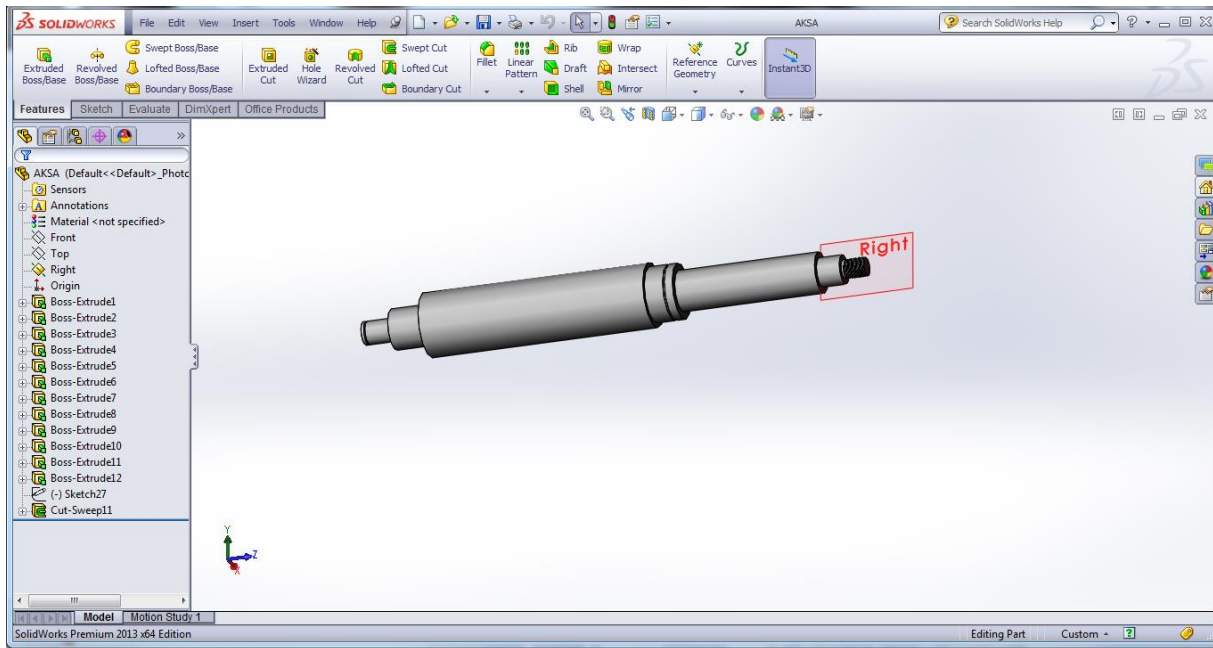 SOLIDWORKS File Edit View Insert Tools Window Help AKSA Search SolidWorks Help
Extruded Boss/Base
Revolved Boss/Base
Swept Boss/Base
Lofted Boss/Base
Boundary Boss/Base
Extruded Cut
Hole Wizard
Revolved Cut
Swept Cut
Lofted Cut
Boundary Cut
Fillet
Linear Pattern
Rib
Draft
Shell
Wrap
Intersect
Mirror
Reference Geometry
Curves
Instant3D
Features Sketch Evaluate DimXpert Office Products
AKSA (Default<<Default>_Photo
Sensors
Annotations
Material <not specified>
Front
Top
Right
Origin
Boss-Extrude1
Boss-Extrude2
Boss-Extrude3
Boss-Extrude4
Boss-Extrude5
Boss-Extrude6
Boss-Extrude7
Boss-Extrude8
Boss-Extrude9
Boss-Extrude10
Boss-Extrude11
Boss-Extrude12
(-) Sketch27
Cut-Sweep11
Right
Y
Z
X
Model Motion Study 1
SolidWorks Premium 2013 x64 Edition Editing Part Custom